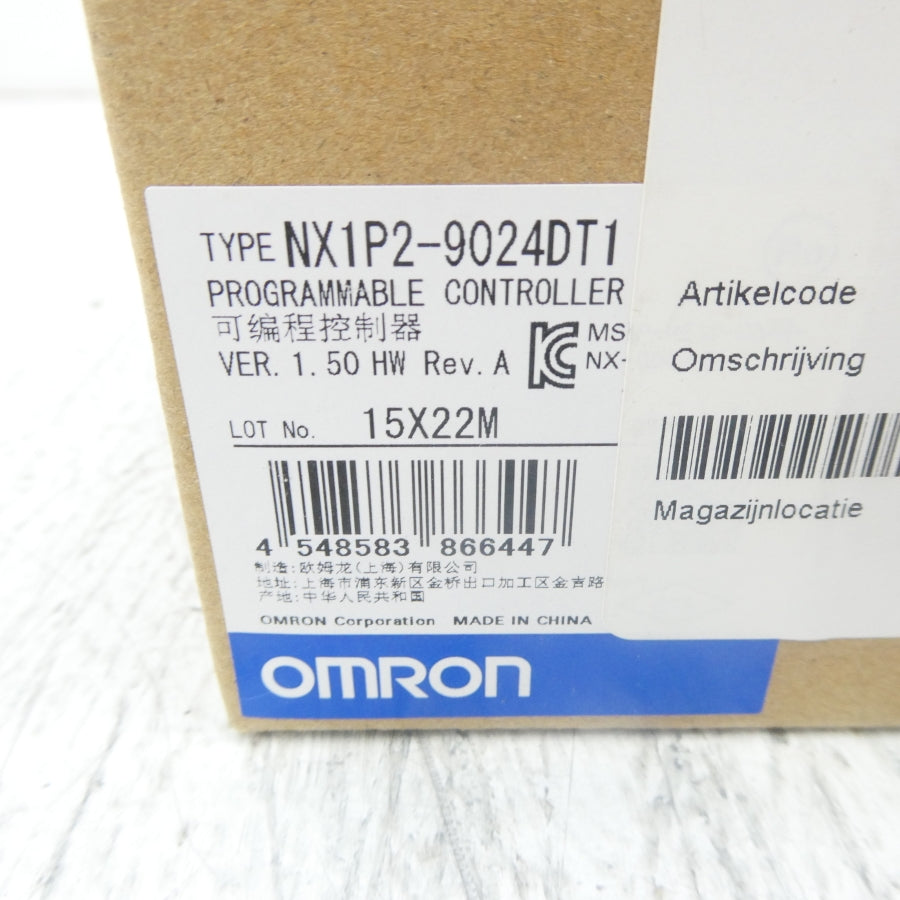 TYPE NX1P2-9024DT1
PROGRAMMABLE CONTROLLER
可编程控制器
VER. 1.50 HW Rev. A
MS
NX-
LOT No. 15X22M
4 548583 866447
制造:欧姆龙(上海)有限公司
地址:上海市浦东新区金桥出口加工区金吉路
产地:中华人民共和国
OMRON Corporation MADE IN CHINA
OMRON
Artikelcode
Omschrijving
Magazijnlocatie